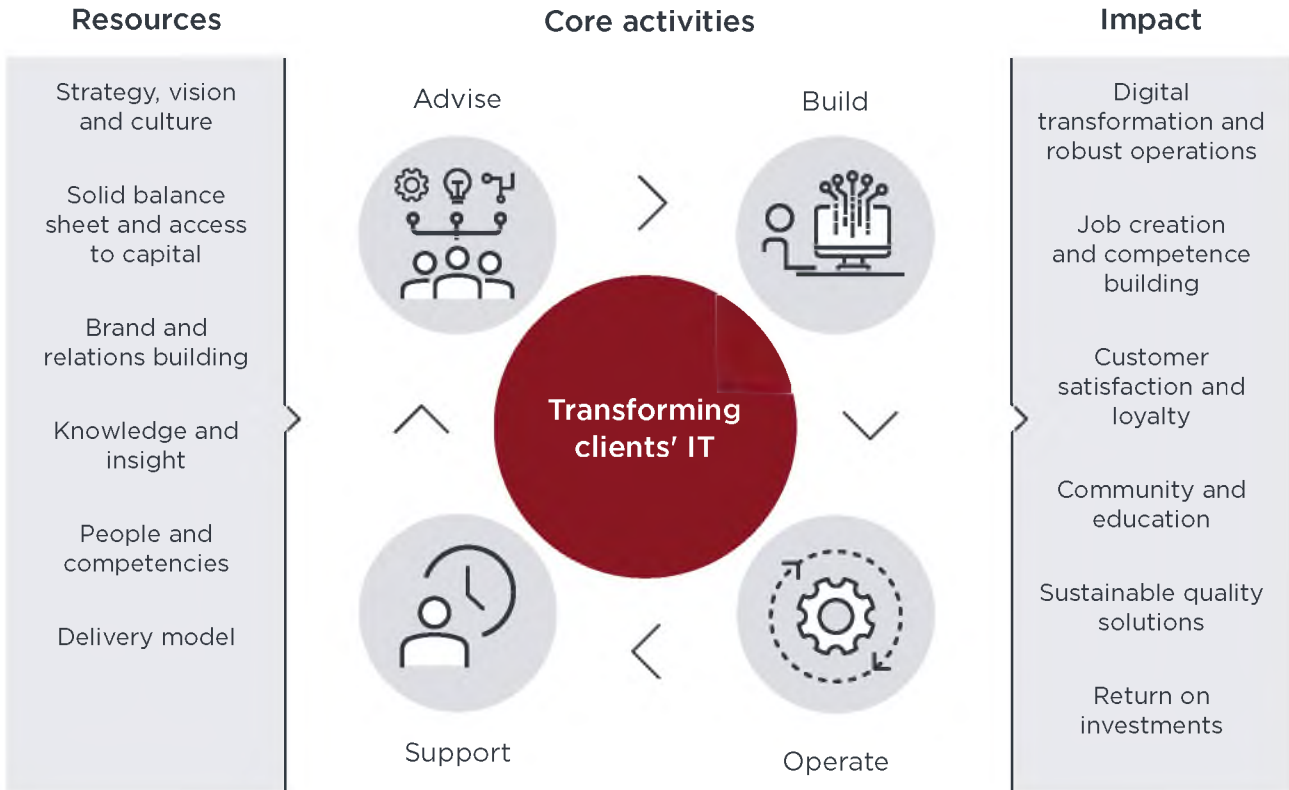 Resources
Strategy, vision
and culture
Solid balance
sheet and access
to capital
Brand and
relations building
Knowledge and
insight
People and
competencies
Delivery model
Core activities
Advise
Build
Transforming
clients' IT
Support
Operate
Impact
Digital
transformation and
robust operations
Job creation
and competence
building
Customer
satisfaction and
loyalty
Community and
education
Sustainable quality
solutions
Return on
investments